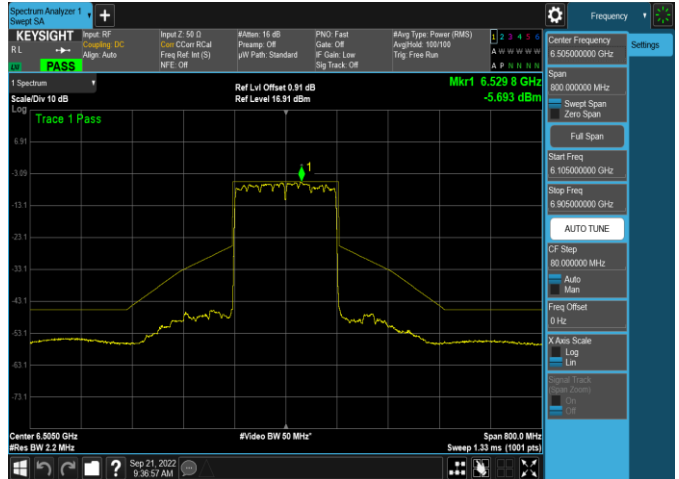 Spectrum Analyzer 1
Swept SA
Frequency
KEYSIGHT
R L
PASS
Input: RF
Coupling: DC
Align: Auto
Input Z: 50 Ω
Corr CCorr RCal
Freq Ref: Int (S)
NFE: Off
#Atten: 16 dB
Preamp: Off
µW Path: Standard
PNO: Fast
Gate: Off
IF Gain: Low
Sig Track: Off
#Avg Type: Power (RMS)
Avg|Hold: 100/100
Trig: Free Run
1 2 3 4 5 6
A W W W W W
A P N N N N
1 Spectrum
Scale/Div 10 dB
Log
Ref Lvl Offset 0.91 dB
Ref Level 16.91 dBm
Mkr1 6.529 8 GHz
-5.693 dBm
Trace 1 Pass
1
6.91
-3.09
-13.1
-23.1
-33.1
-43.1
-53.1
-63.1
-73.1
Center 6.5050 GHz
#Res BW 2.2 MHz
#Video BW 50 MHz*
Span 800.0 MHz
Sweep 1.33 ms (1001 pts)
Sep 21, 2022
9:36:57 AM
Center Frequency
6.505000000 GHz
Span
800.000000 MHz
Swept Span
Zero Span
Full Span
Start Freq
6.105000000 GHz
Stop Freq
6.905000000 GHz
AUTO TUNE
CF Step
80.000000 MHz
Auto
Man
Freq Offset
0 Hz
X Axis Scale
Log
Lin
Signal Track
(Span Zoom)
On
Off
Settings